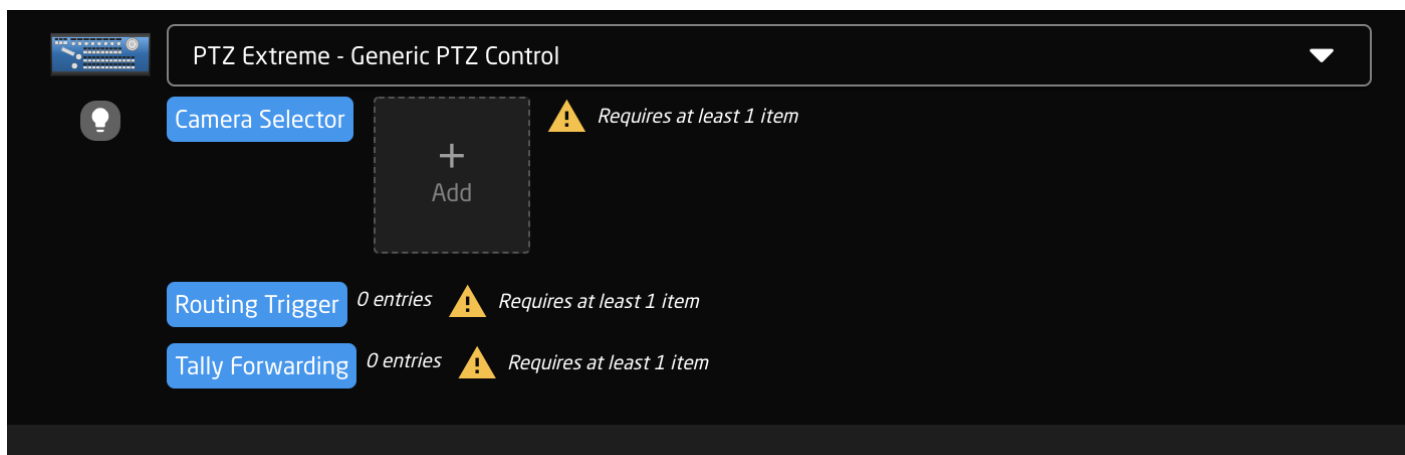 PTZ Extreme - Generic PTZ Control
Camera Selector
+
Add
Requires at least 1 item
Routing Trigger 0 entries Requires at least 1 item
Tally Forwarding 0 entries Requires at least 1 item